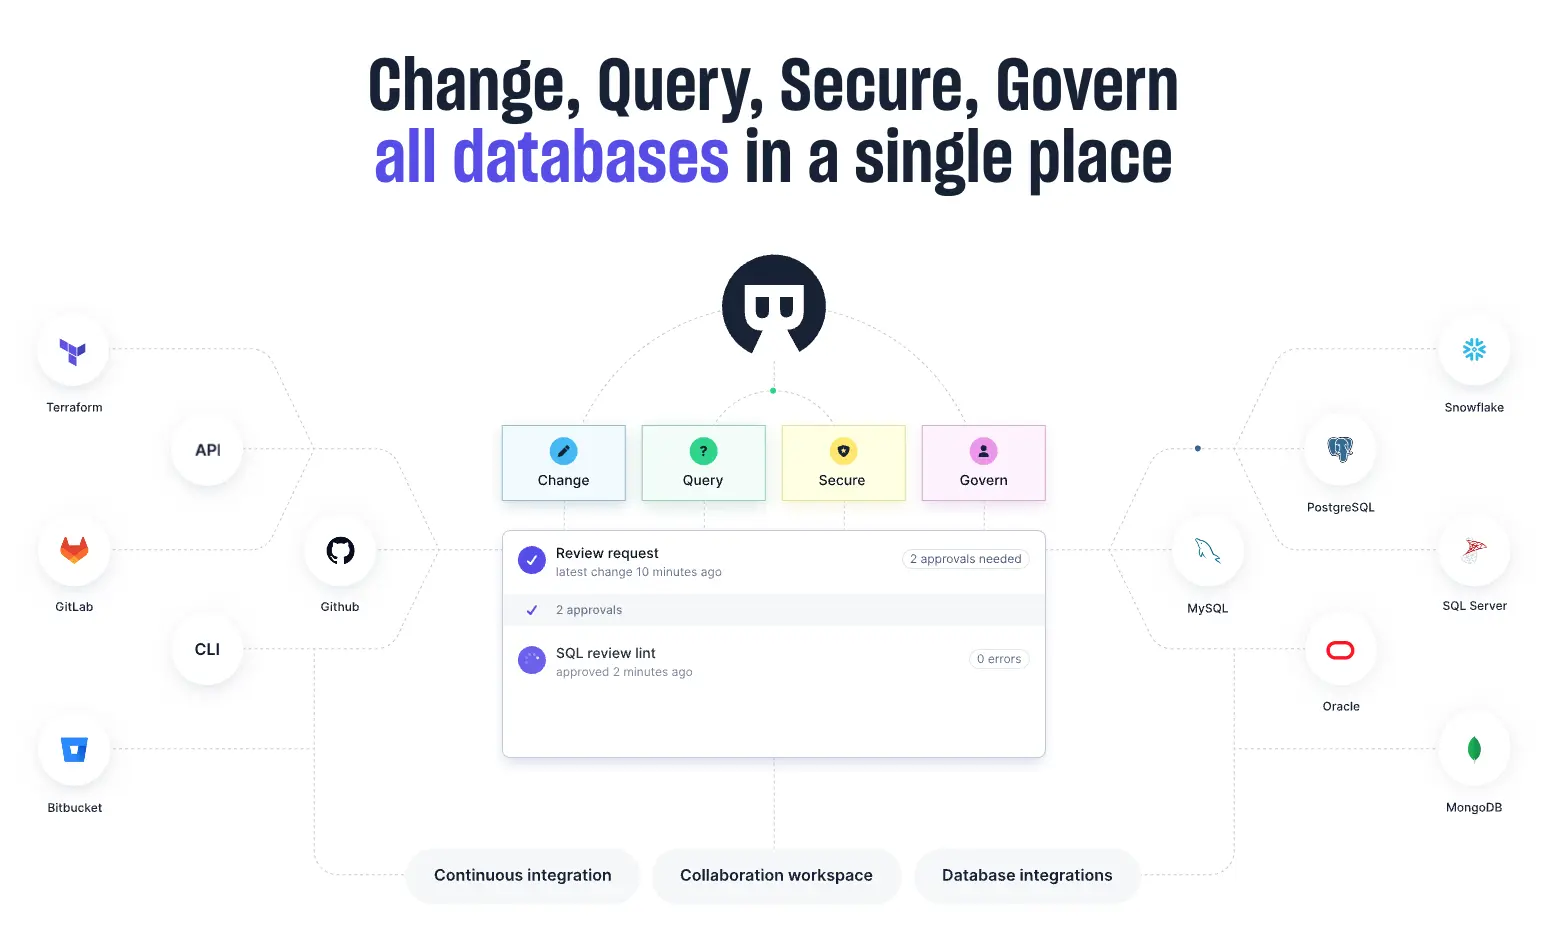 Change, Query, Secure, Govern
all databases in a single place
Terraform
API
GitLab
Github
CLI
Bitbucket
Change
Query
Secure
Govern
Review request
latest change 10 minutes ago
2 approvals needed
2 approvals
SQL review lint
approved 2 minutes ago
0 errors
Snowflake
PostgreSQL
MySQL
SQL Server
Oracle
MongoDB
Continuous integration
Collaboration workspace
Database integrations